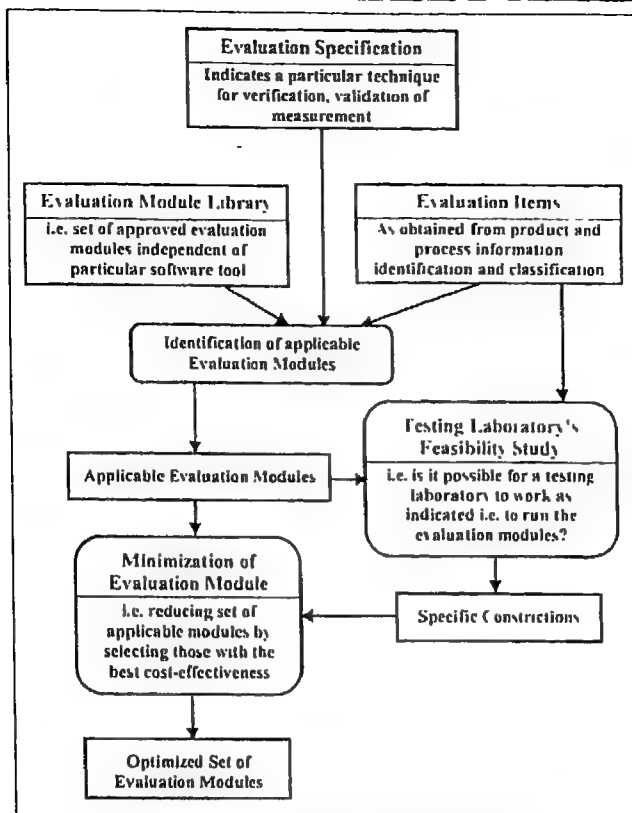 Evaluation Specification
Indicates a particular technique
for verification, validation of
measurement
Evaluation Module Library
i.e. set of approved evaluation
modules independent of
particular software tool
Evaluation Items
As obtained from product and
process information
identification and classification
Identification of applicable
Evaluation Modules
Testing Laboratory's
Feasibility Study
i.e. is it possible for a testing
laboratory to work as
indicated i.e. to run the
evaluation modules?
Applicable Evaluation Modules
Minimization of
Evaluation Module
i.e. reducing set of
applicable modules by
selecting those with the
best cost-effectiveness
Specific Constrictions
Optimized Set of
Evaluation Modules